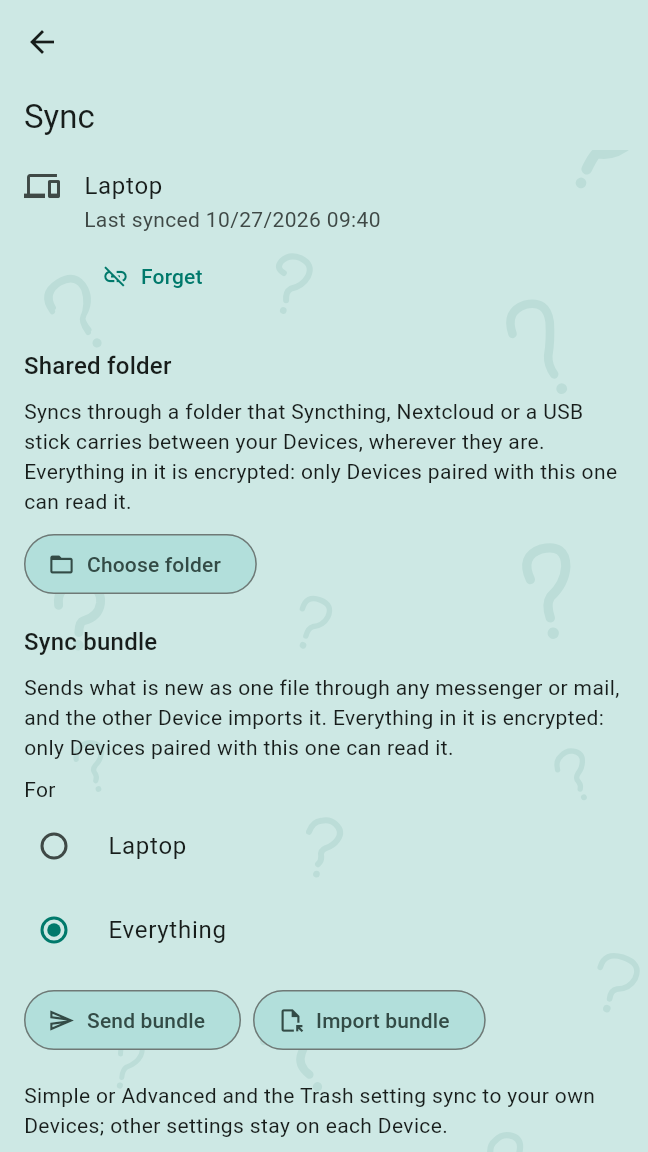 Sync
Laptop
Last synced 10/27/2026 09:40
Forget
Shared folder
Syncs through a folder that Syncthing, Nextcloud or a USB
stick carries between your Devices, wherever they are.
Everything in it is encrypted: only Devices paired with this one
can read it.
Choose folder
Sync bundle
Sends what is new as one file through any messenger or mail,
and the other Device imports it. Everything in it is encrypted:
only Devices paired with this one can read it.
For
Laptop
Everything
Send bundle
Import bundle
Simple or Advanced and the Trash setting sync to your own
Devices; other settings stay on each Device.